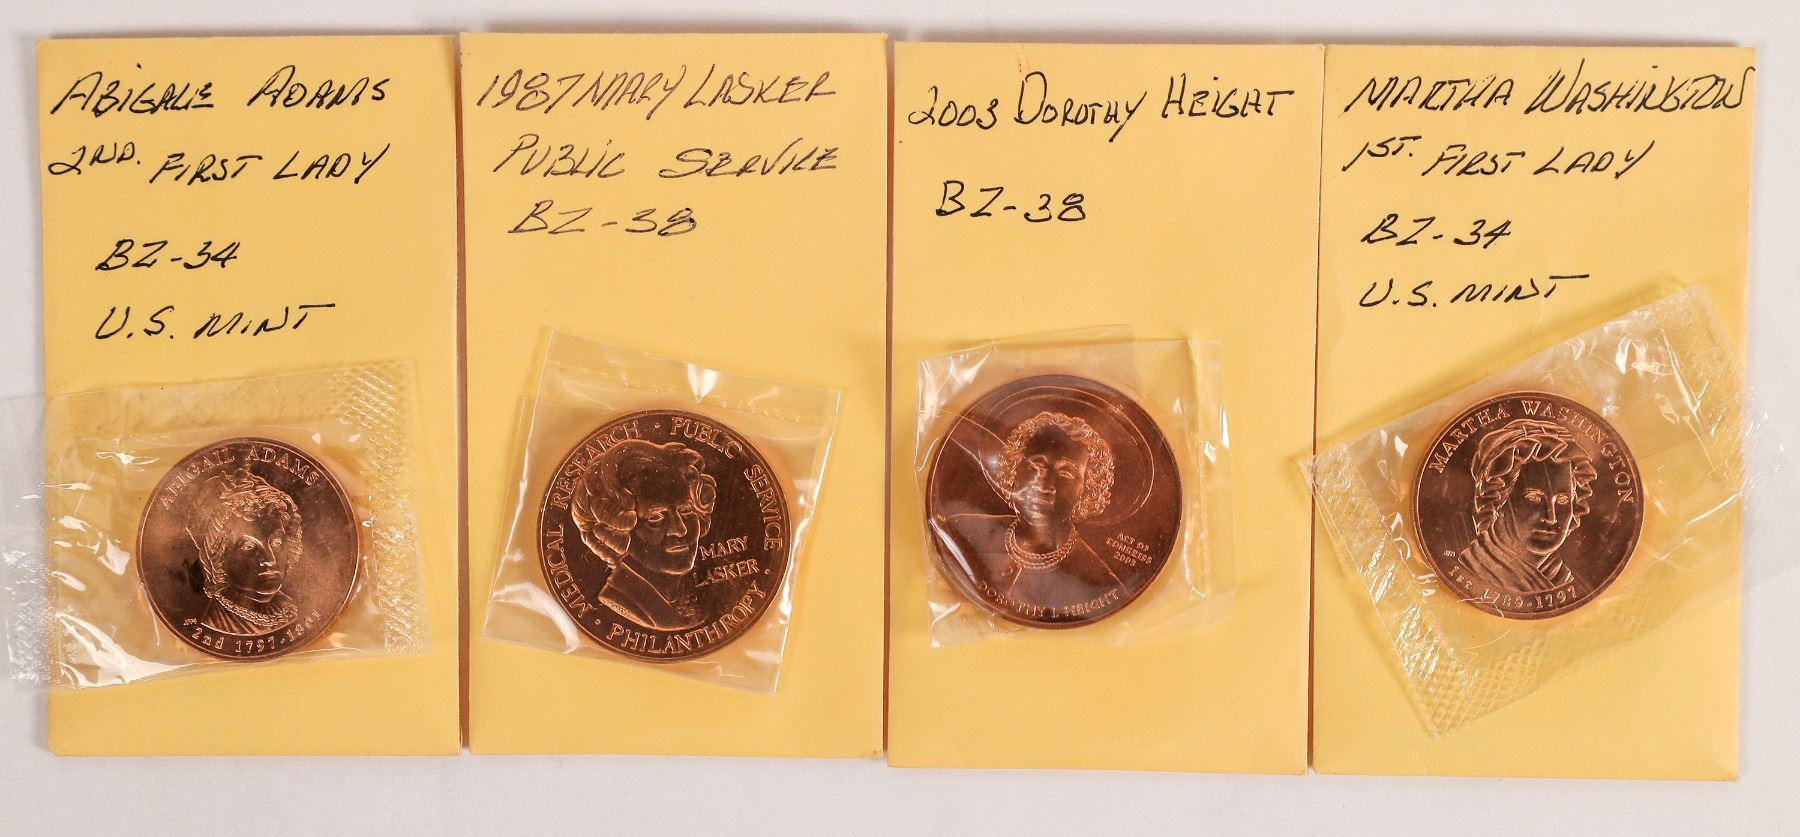 ABIGALE ADAMS
2ND. FIRST LADY
BZ-34
U.S. MINT
ABIGAIL ADAMS
2nd 1797-1801
1987 MARY LASKER
PUBLIC SERVICE
BZ-38
MEDICAL RESEARCH · PUBLIC SERVICE ·
MARY
LASKER
· PHILANTHROPY ·
2003 DOROTHY HEIGHT
BZ-38
ACT OF
CONGRESS
2003
DOROTHY I. HEIGHT
MARTHA WASHINGTON
1ST. FIRST LADY
BZ-34
U.S. MINT
MARTHA WASHINGTON
1st 1789-1797